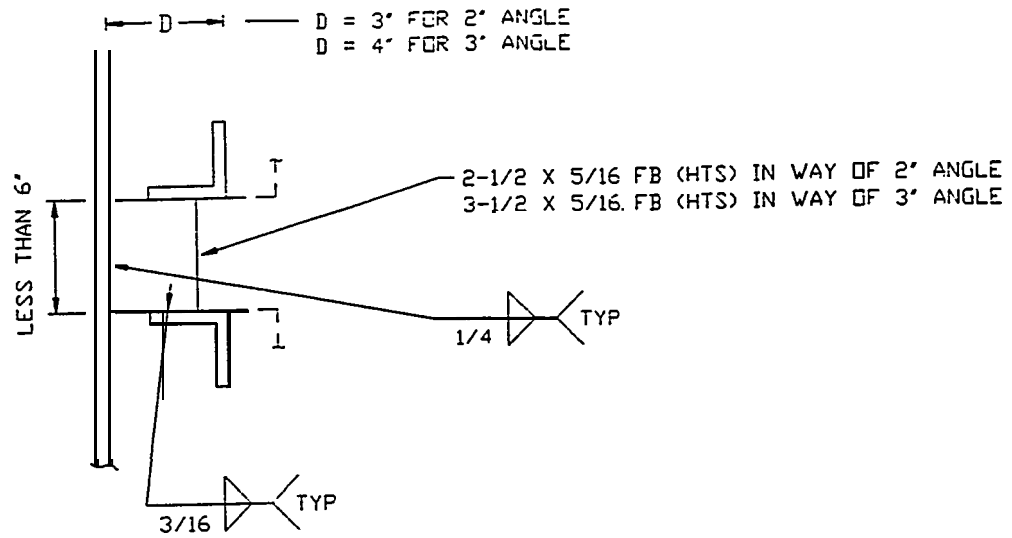 D
D = 3" FOR 2" ANGLE
D = 4" FOR 3" ANGLE
LESS THAN 6"
2-1/2 X 5/16 FB (HTS) IN WAY OF 2" ANGLE
3-1/2 X 5/16. FB (HTS) IN WAY OF 3" ANGLE
1/4
TYP
3/16
TYP